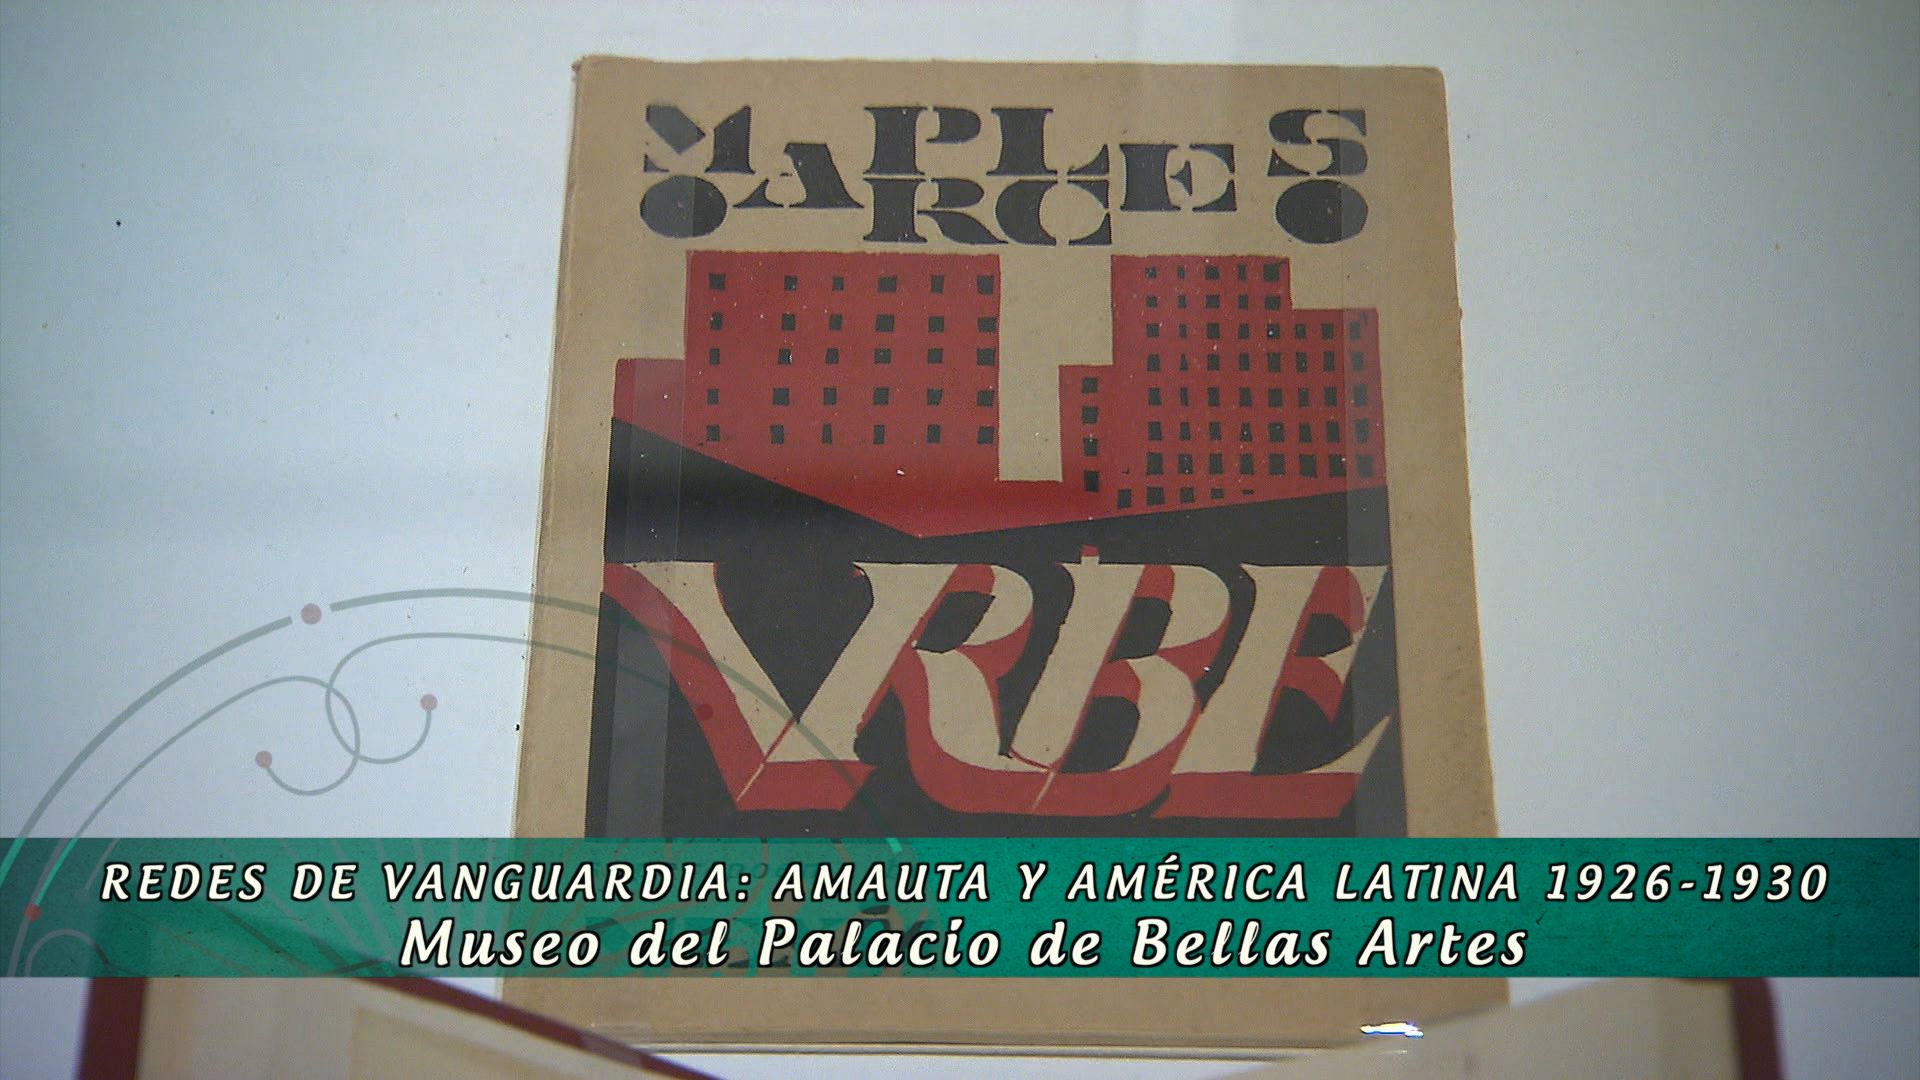 MAPLES
O ARCE O
VRBE
REDES DE VANGUARDIA: AMAUTA Y AMÉRICA LATINA 1926-1930
Museo del Palacio de Bellas Artes